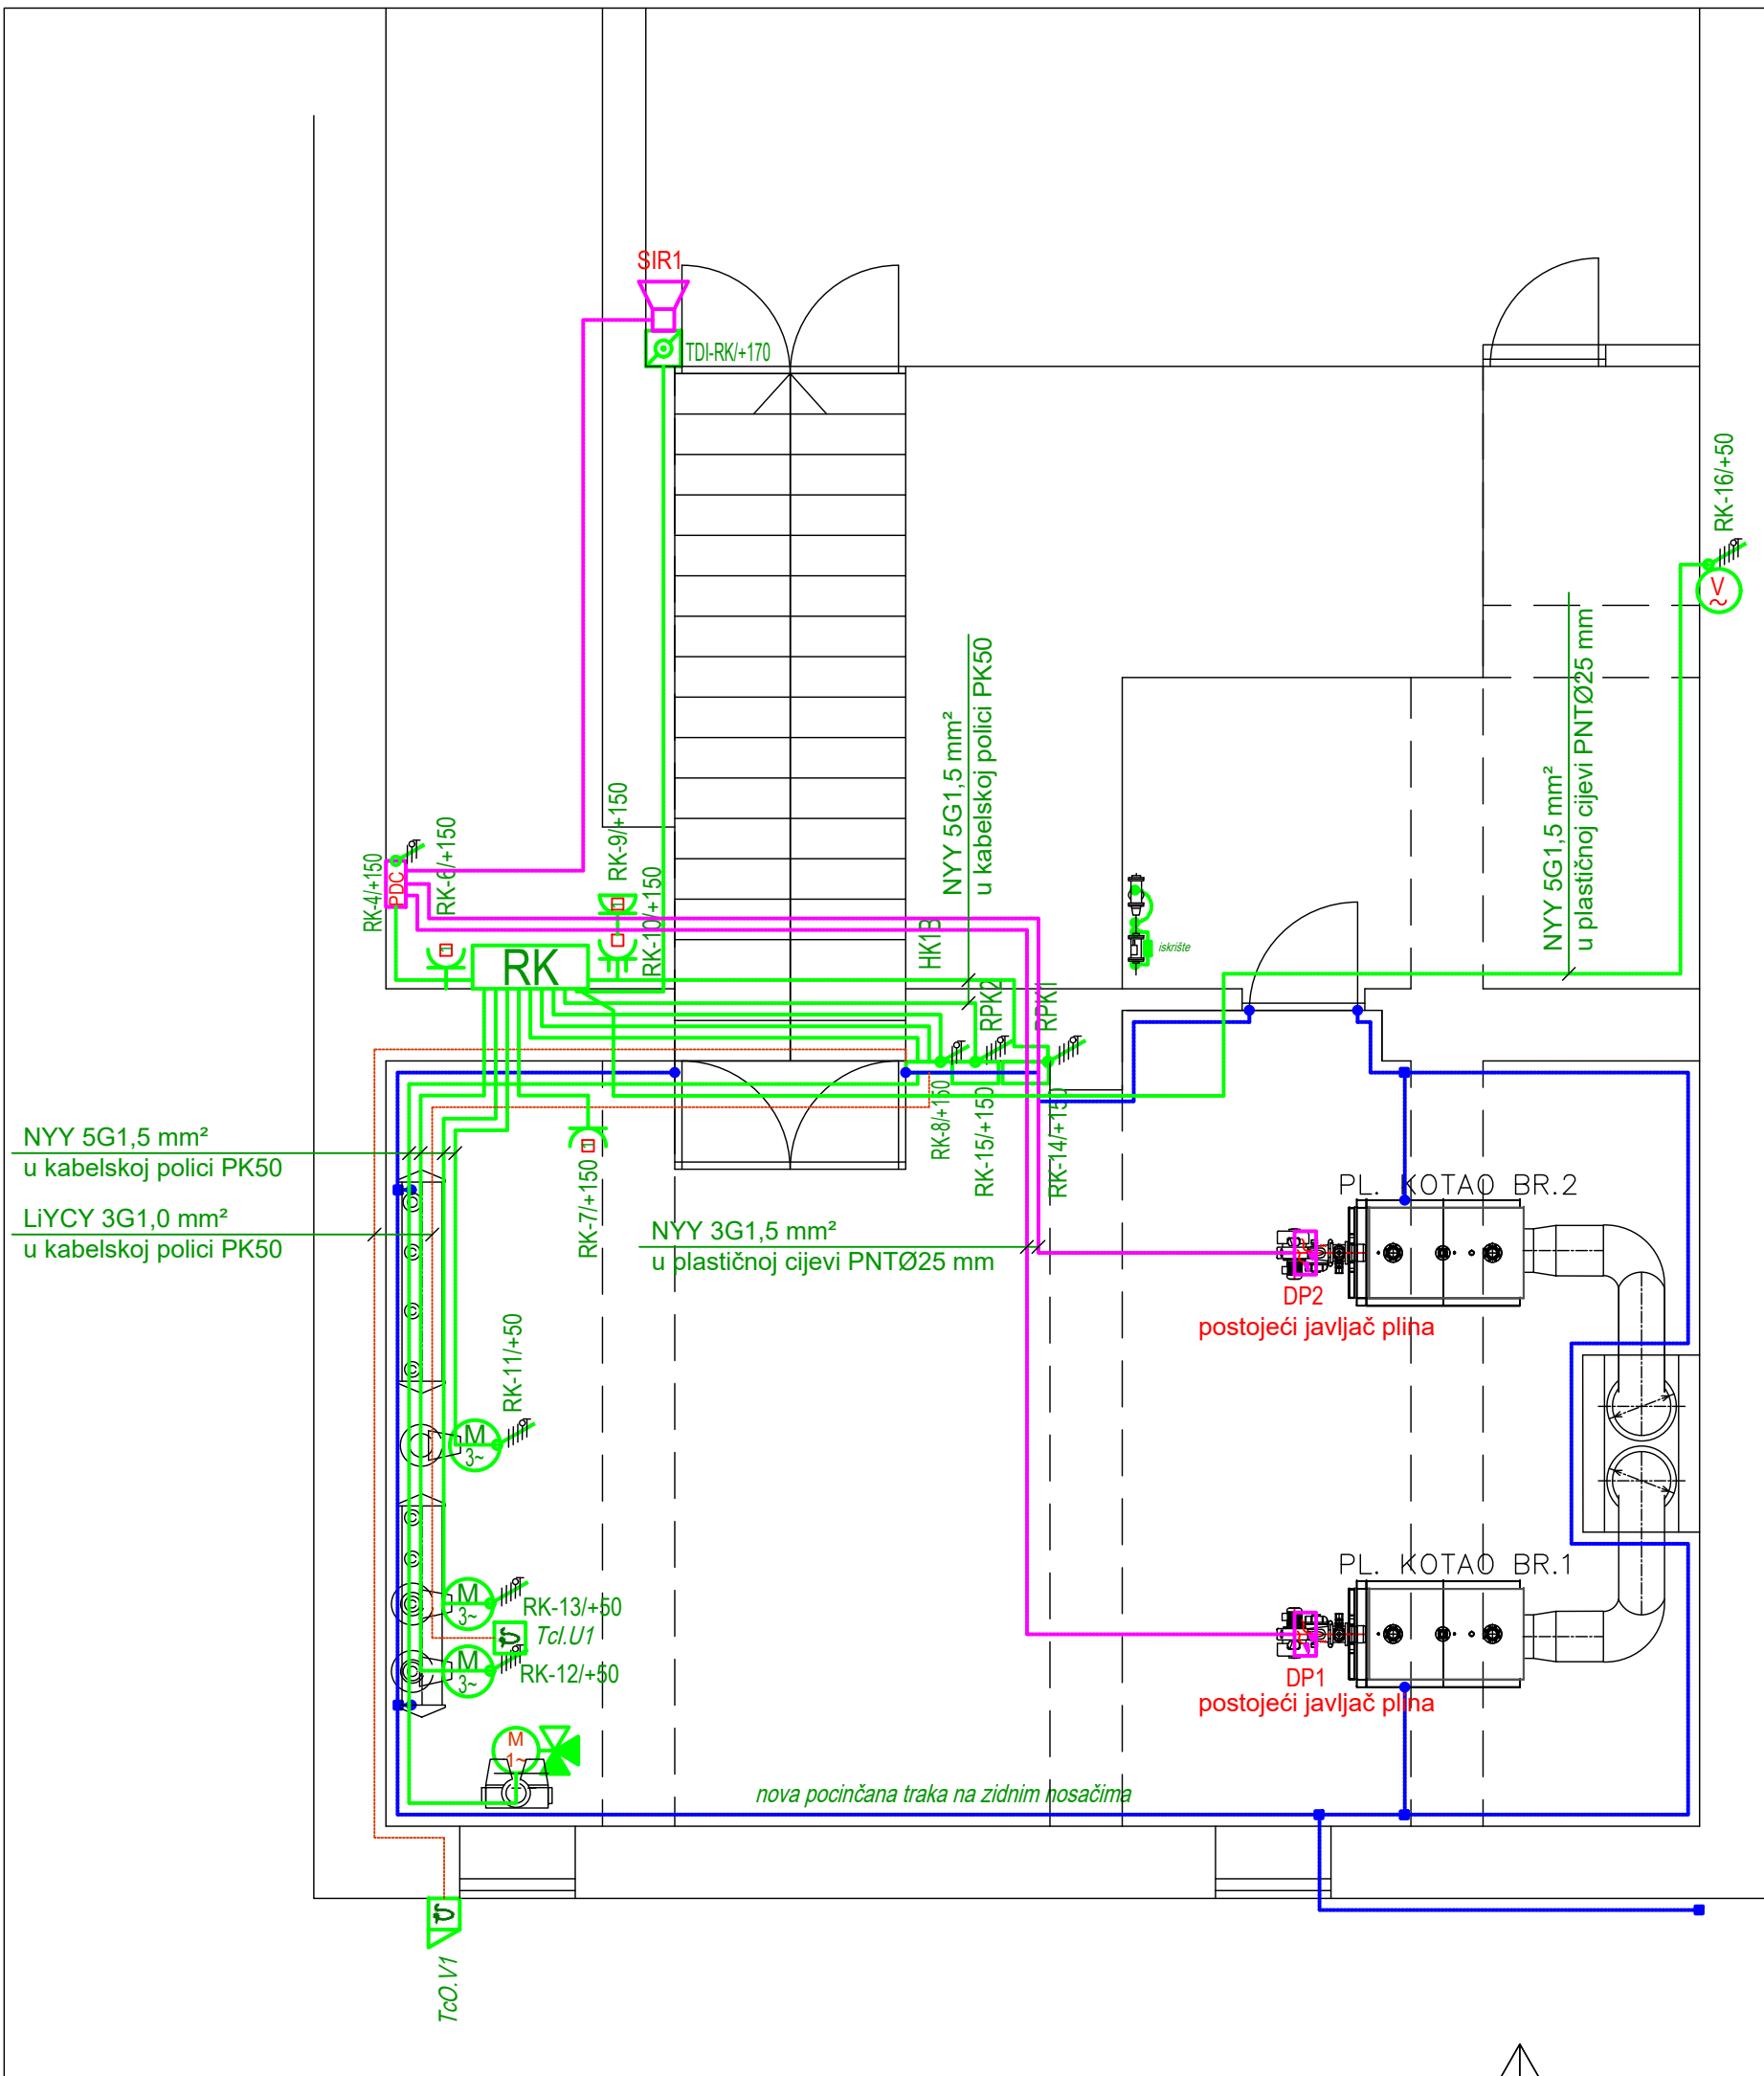 SIR1
TDI-RK/+170
RK-16/+50
V
~
NYY 5G1,5 mm²
u kabelskoj polici PK50
NYY 5G1,5 mm²
u plastičnoj cijevi PNTØ25 mm
RK-4/+150
PDC
RK-6/+150
RK-9/+150
RK-10/+150
RK
HK1B
RPK2
RPK1
iskrište
RK-8/+150
RK-15/+150
RK-14/+150
NYY 5G1,5 mm²
u kabelskoj polici PK50
LiYCY 3G1,0 mm²
u kabelskoj polici PK50
RK-7/+150
NYY 3G1,5 mm²
u plastičnoj cijevi PNTØ25 mm
PL. KOTAO BR.2
DP2
postojeći javljač plina
RK-11/+50
M
3~
PL. KOTAO BR.1
M
3~
RK-13/+50
TcI.U1
M
3~
RK-12/+50
DP1
postojeći javljač plina
M
1~
nova pocinčana traka na zidnim nosačima
TcO.V1